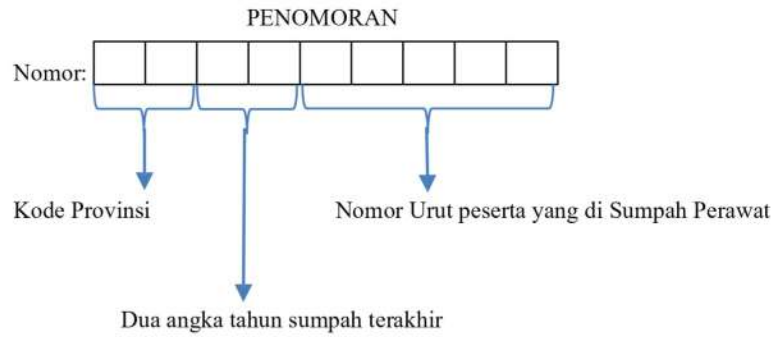 PENOMORAN
Nomor:
Kode Provinsi
Nomor Urut peserta yang di Sumpah Perawat
Dua angka tahun sumpah terakhir